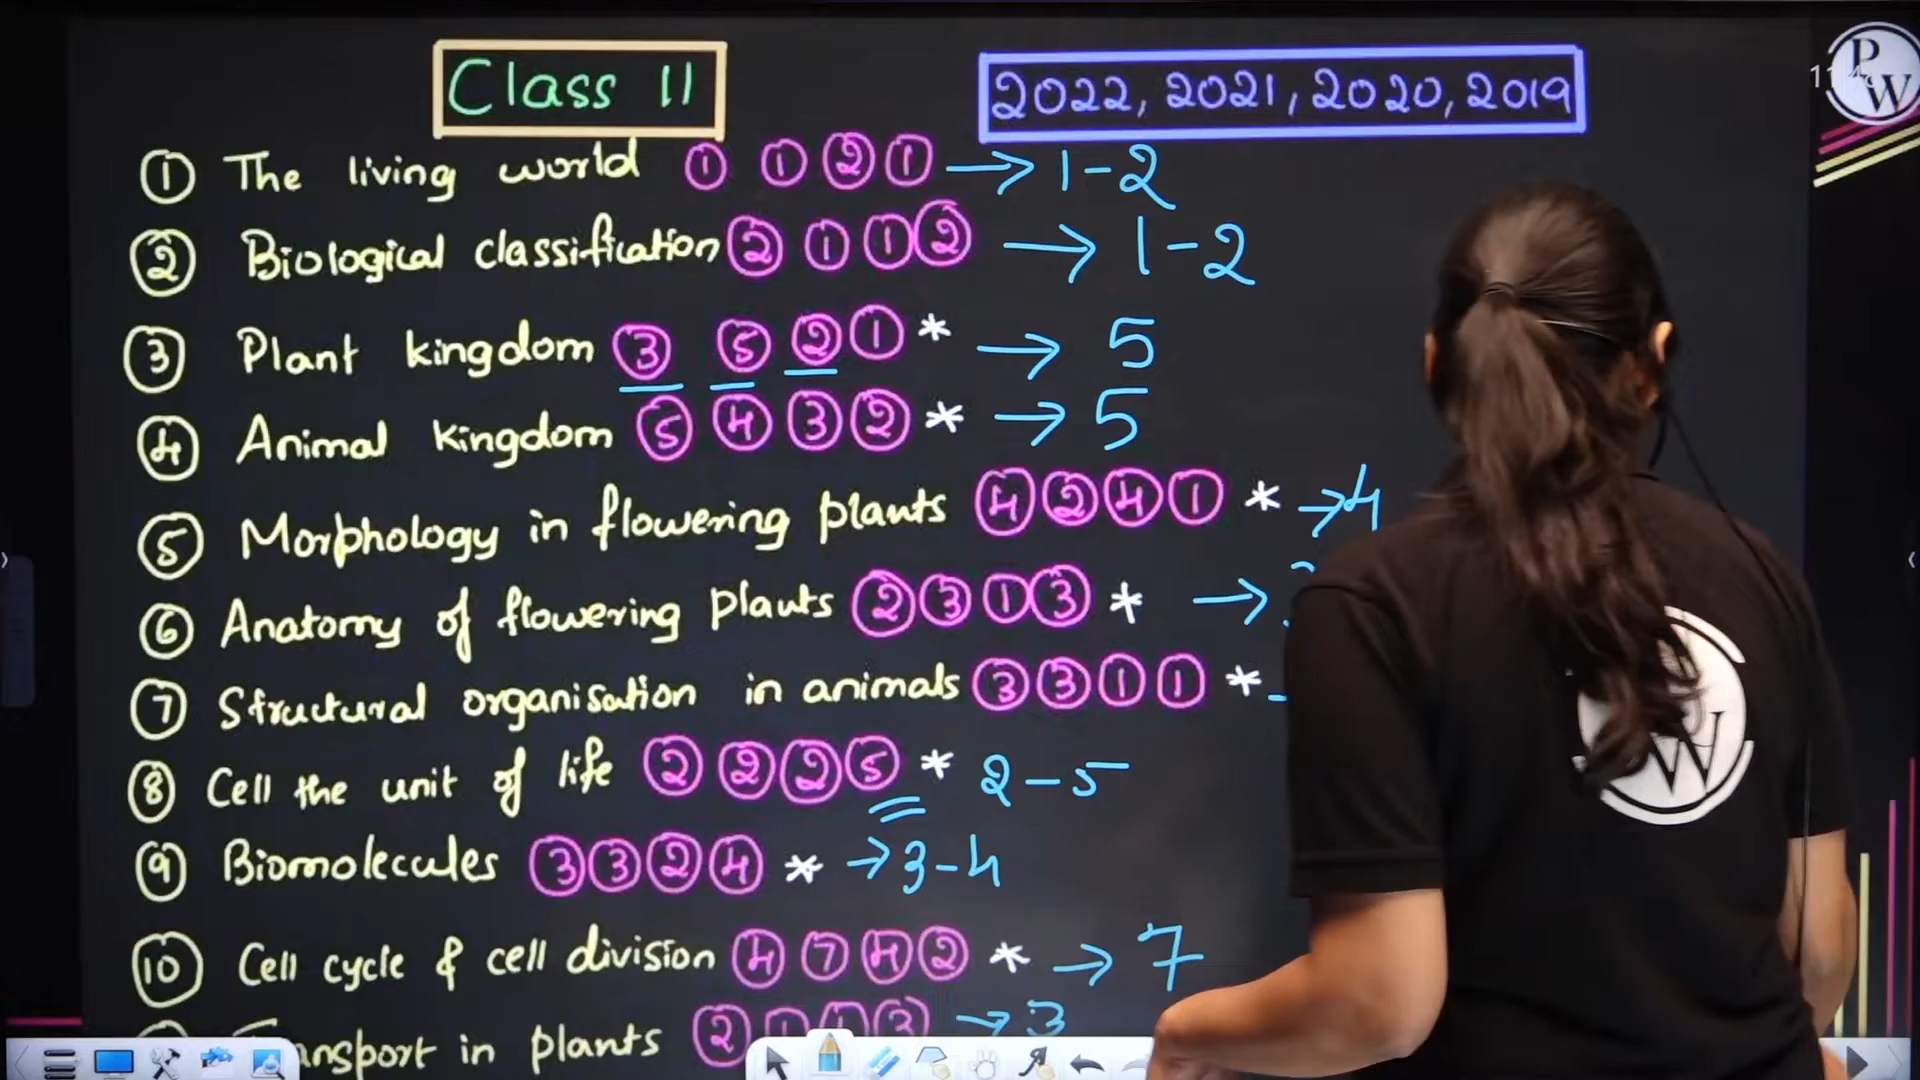 Class 11
2022, 2021, 2020, 2019
PW
① The living world ① ① ② ① → 1-2
② Biological classification ② ① ① ② → 1-2
③ Plant kingdom ③ ⑤ ② ① * → 5
④ Animal kingdom ⑤ ④ ③ ② * → 5
⑤ Morphology in flowering plants ④ ② ④ ① * → 4
⑥ Anatomy of flowering plants ② ③ ① ③ * →
⑦ Structural organisation in animals ③ ③ ① ① *
⑧ Cell the unit of life ② ② ② ⑤ * 2-5
⑨ Biomolecules ③ ③ ② ④ * → 3-4
⑩ Cell cycle & cell division ④ ⑦ ④ ② * → 7
Transport in plants ② ③ → 3
W